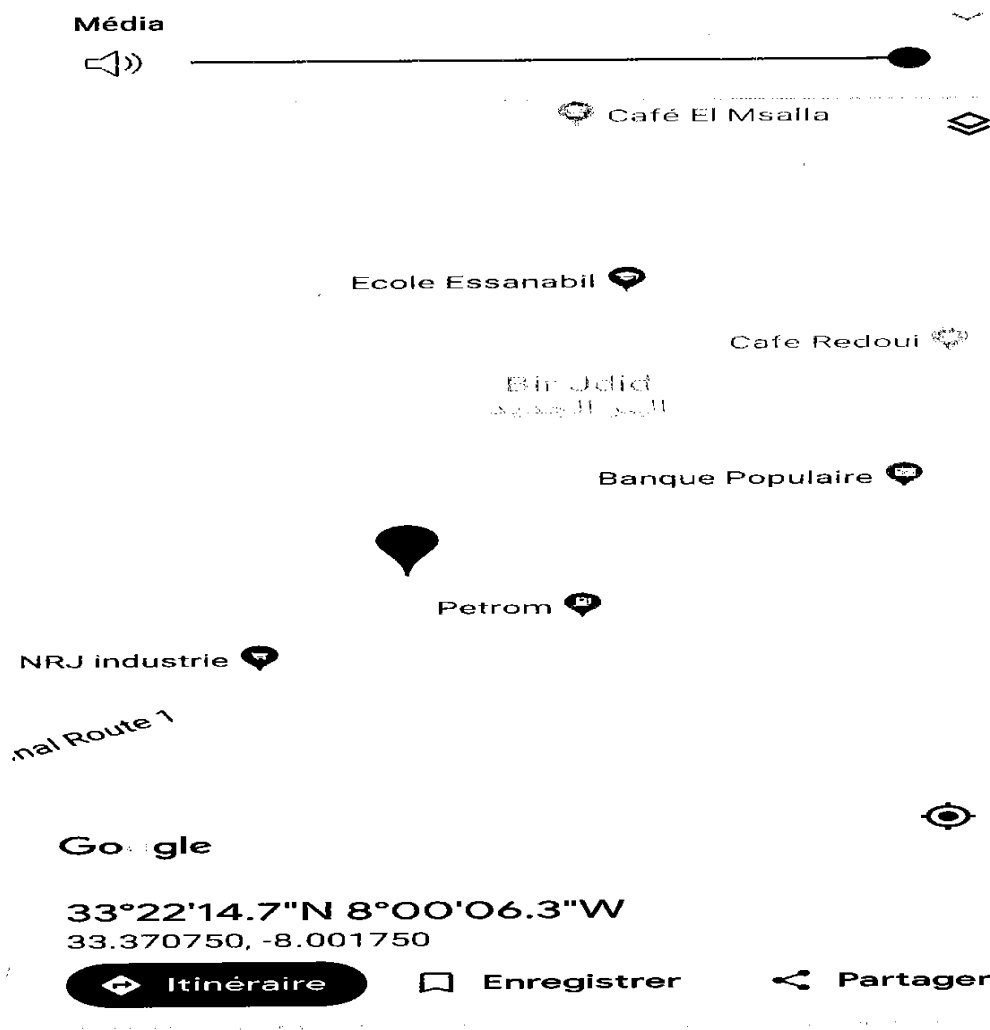 Média
Café El Msalla
Ecole Essanabil
Cafe Redoui
Bir Jdid
البير الجديد
Banque Populaire
Petrom
NRJ industrie
nal Route 1
Google
33°22'14.7"N 8°00'06.3"W
33.370750, -8.001750
Itinéraire
Enregistrer
Partager